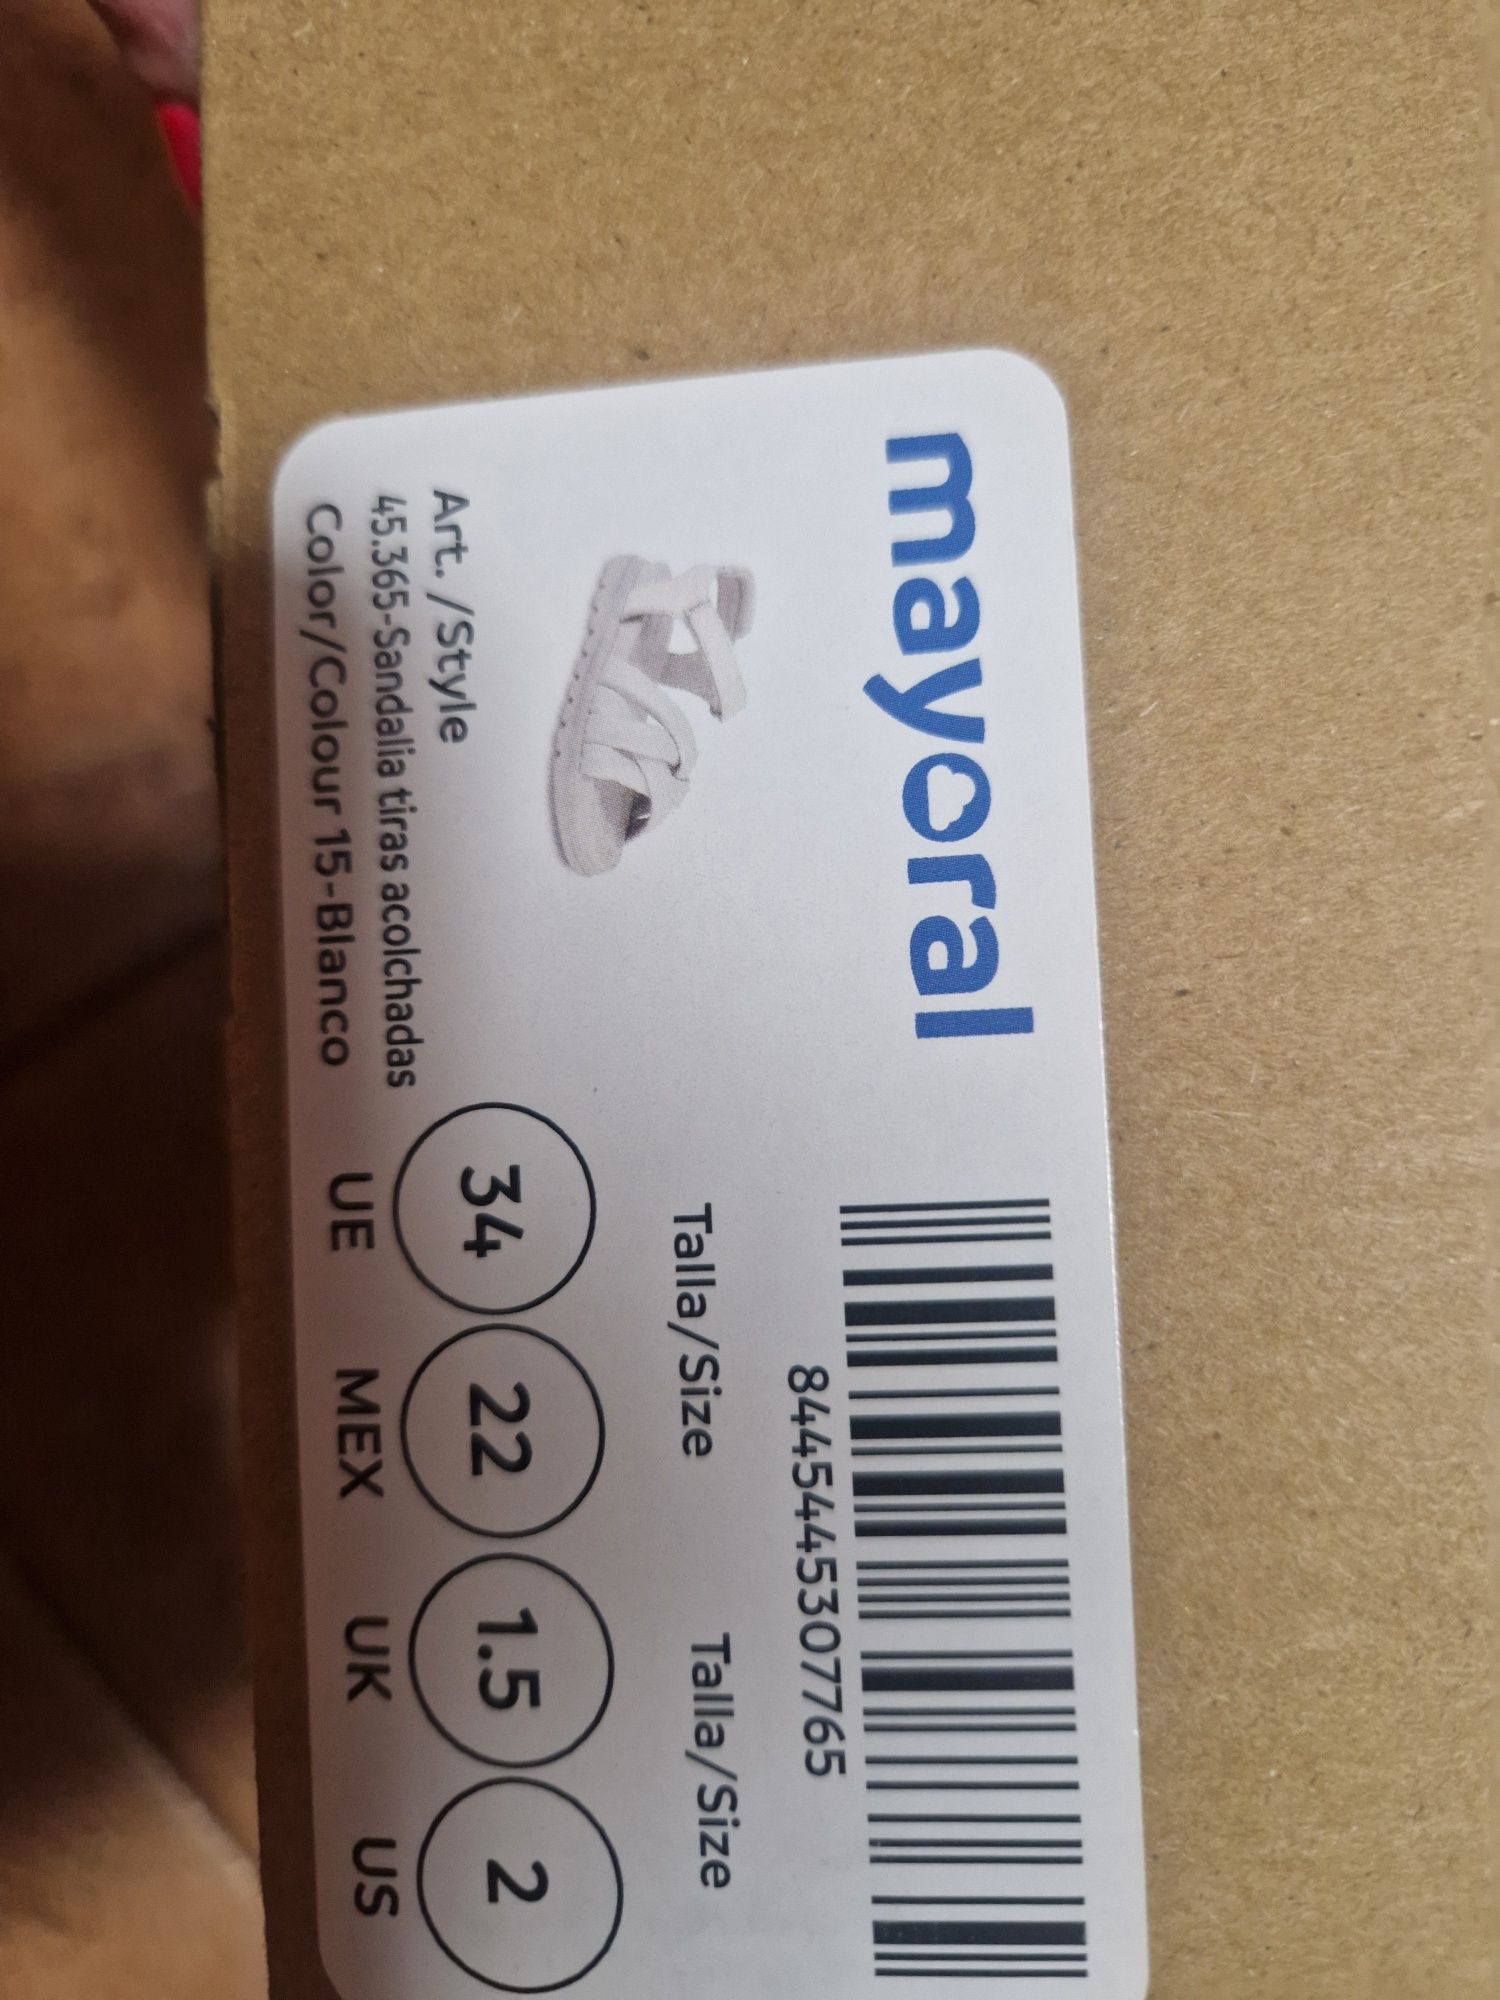 mayoral
8445445307765
Talla/Size
Talla/Size
34
22
1.5
2
UE
MEX
UK
US
Art. /Style
45.365-Sandalia tiras acolchadas
Color/Colour 15-Blanco